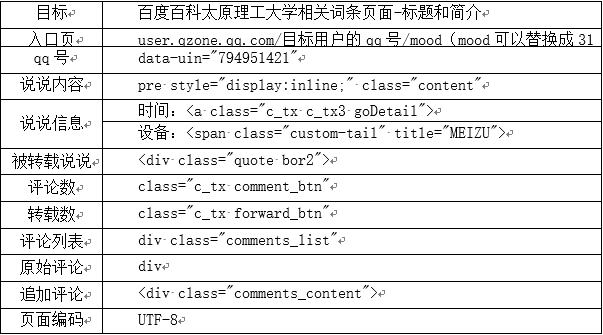 目标 百度百科太原理工大学相关词条页面-标题和简介
入口页 user.qzone.qq.com/目标用户的 qq 号/mood（mood 可以替换成 31
qq 号 data-uin="794951421"
说说内容 pre style="display:inline;" class="content"
说说信息 时间：<a class="c_tx c_tx3 goDetail">
设备：<span class="custom-tail" title="MEIZU">
被转载说说 <div class="quote bor2">
评论数 class="c_tx comment_btn"
转载数 class="c_tx forward_btn"
评论列表 div class="comments_list"
原始评论 div
追加评论 <div class="comments_content">
页面编码 UTF-8